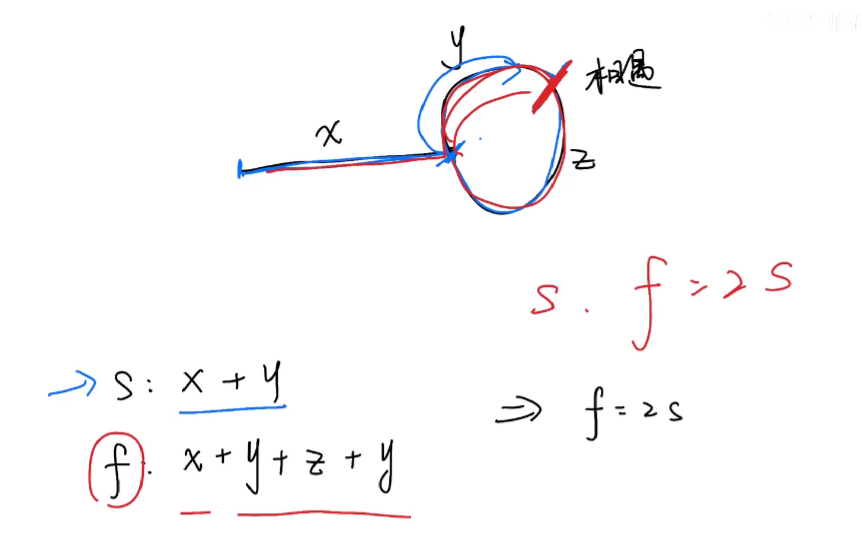 y
相遇
x
z
s. f = 2s
→ s: x + y
⇒ f = 2s
f: x + y + z + y